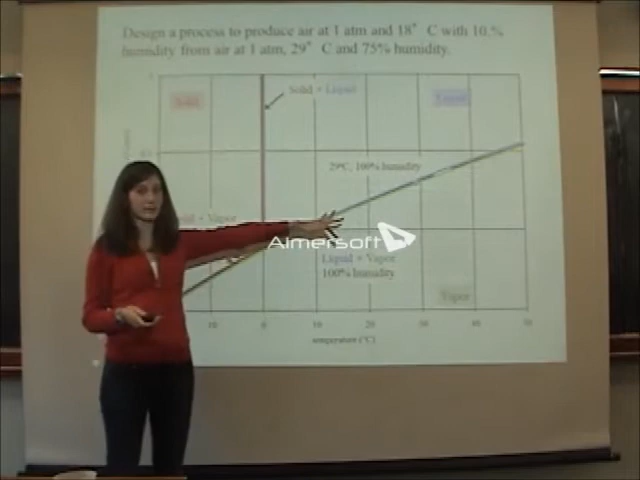 Design a process to produce air at 1 atm and 18° C with 10.%
humidity from air at 1 atm, 29° C and 75% humidity.
Solid
Solid + Liquid
Liquid
29°C, 100% humidity
+ Vapor
Aimersoft
Liquid + Vapor
100% humidity
Vapor
10 0 10 20 30 40 50
temperature (°C)